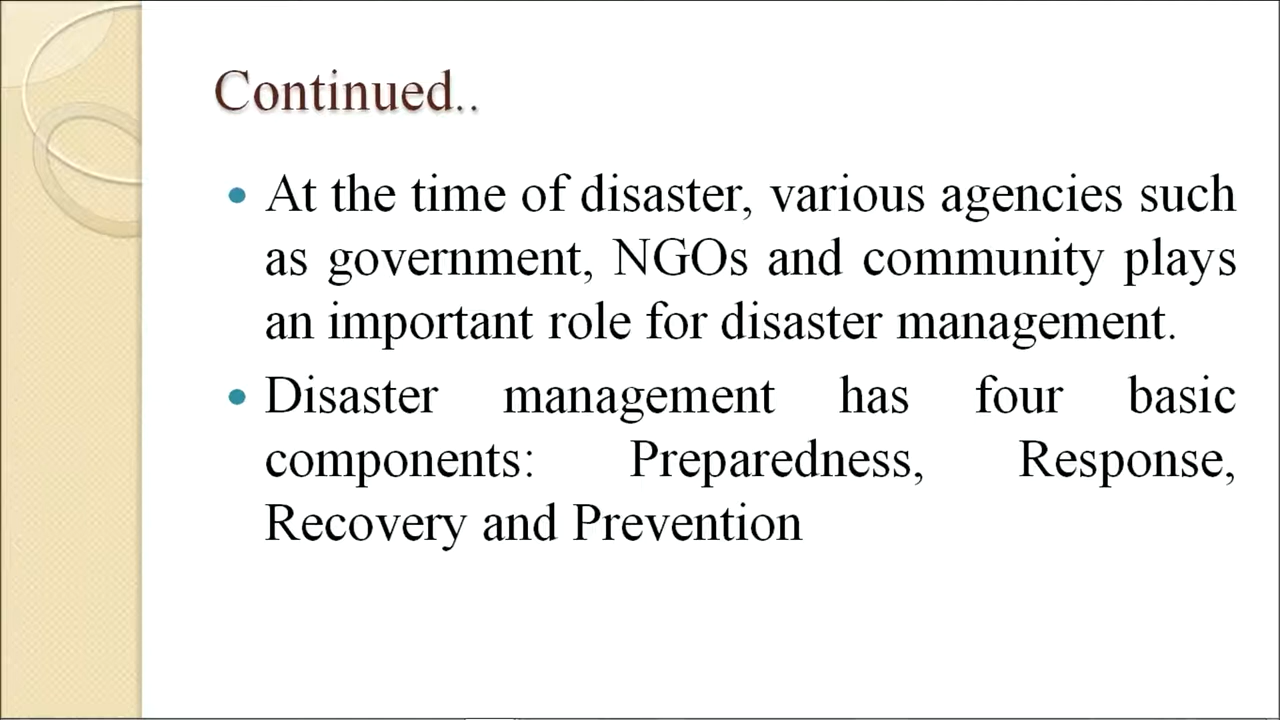 Continued..
At the time of disaster, various agencies such
as government, NGOs and community plays
an important role for disaster management.
Disaster management has four basic
components: Preparedness, Response,
Recovery and Prevention